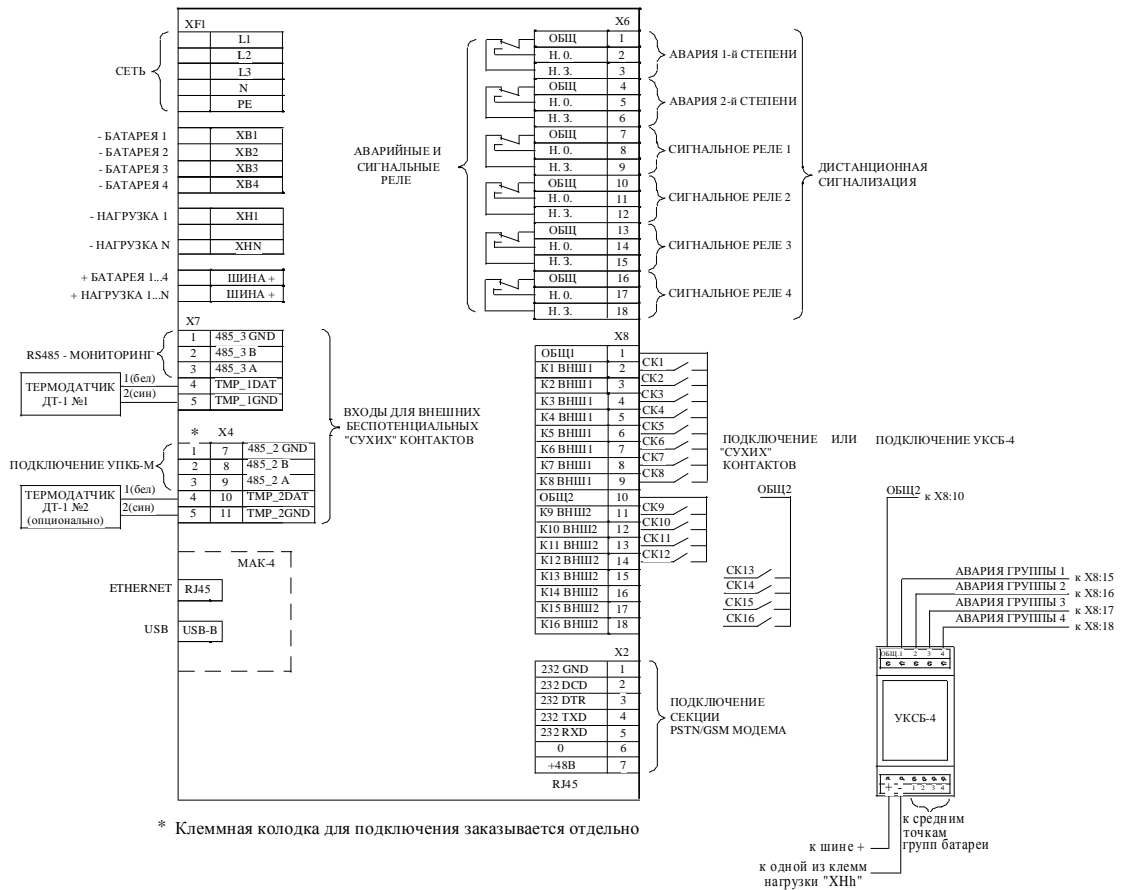 XF1
L1
L2
L3
N
PE
СЕТЬ
- БАТАРЕЯ 1 XB1
- БАТАРЕЯ 2 XB2
- БАТАРЕЯ 3 XB3
- БАТАРЕЯ 4 XB4
- НАГРУЗКА 1 XH1
- НАГРУЗКА N XHN
+ БАТАРЕЯ 1...4 ШИНА +
+ НАГРУЗКА 1...N ШИНА +
X7
1 485_3 GND
2 485_3 B
3 485_3 A
4 TMP_1DAT
5 TMP_1GND
RS485 - МОНИТОРИНГ
ТЕРМОДАТЧИК
ДТ-1 №1
1(бел)
2(син)
* X4
1 7 485_2 GND
2 8 485_2 B
3 9 485_2 A
4 10 TMP_2DAT
5 11 TMP_2GND
ПОДКЛЮЧЕНИЕ УПКБ-М
ТЕРМОДАТЧИК
ДТ-1 №2
(опционально)
1(бел)
2(син)
ВХОДЫ ДЛЯ ВНЕШНИХ
БЕСПОТЕНЦИАЛЬНЫХ
"СУХИХ" КОНТАКТОВ
МАК-4
ETHERNET RJ45
USB USB-B
X6
ОБЩ 1
Н. О. 2
Н. З. 3
ОБЩ 4
Н. О. 5
Н. З. 6
ОБЩ 7
Н. О. 8
Н. З. 9
ОБЩ 10
Н. О. 11
Н. З. 12
ОБЩ 13
Н. О. 14
Н. З. 15
ОБЩ 16
Н. О. 17
Н. З. 18
АВАРИЙНЫЕ И
СИГНАЛЬНЫЕ
РЕЛЕ
АВАРИЯ 1-й СТЕПЕНИ
АВАРИЯ 2-й СТЕПЕНИ
СИГНАЛЬНОЕ РЕЛЕ 1
СИГНАЛЬНОЕ РЕЛЕ 2
СИГНАЛЬНОЕ РЕЛЕ 3
СИГНАЛЬНОЕ РЕЛЕ 4
ДИСТАНЦИОННАЯ
СИГНАЛИЗАЦИЯ
X8
ОБЩ1 1
К1 ВНШ1 2
К2 ВНШ1 3
К3 ВНШ1 4
К4 ВНШ1 5
К5 ВНШ1 6
К6 ВНШ1 7
К7 ВНШ1 8
К8 ВНШ1 9
ОБЩ2 10
К9 ВНШ2 11
К10 ВНШ2 12
К11 ВНШ2 13
К12 ВНШ2 14
К13 ВНШ2 15
К14 ВНШ2 16
К15 ВНШ2 17
К16 ВНШ2 18
СК1
СК2
СК3
СК4
СК5
СК6
СК7
СК8
СК9
СК10
СК11
СК12
ПОДКЛЮЧЕНИЕ ИЛИ ПОДКЛЮЧЕНИЕ УКСБ-4
"СУХИХ"
КОНТАКТОВ
ОБЩ2
СК13
СК14
СК15
СК16
ОБЩ2 к X8:10
АВАРИЯ ГРУППЫ 1 к X8:15
АВАРИЯ ГРУППЫ 2 к X8:16
АВАРИЯ ГРУППЫ 3 к X8:17
АВАРИЯ ГРУППЫ 4 к X8:18
ОБЩ.1 2 3 4
УКСБ-4
+ - 1 2 3 4
к средним
точкам
групп батареи
к шине +
к одной из клемм
нагрузки "XHh"
X2
232 GND 1
232 DCD 2
232 DTR 3
232 TXD 4
232 RXD 5
0 6
+48В 7
RJ45
ПОДКЛЮЧЕНИЕ
СЕКЦИИ
PSTN/GSM МОДЕМА
* Клеммная колодка для подключения заказывается отдельно